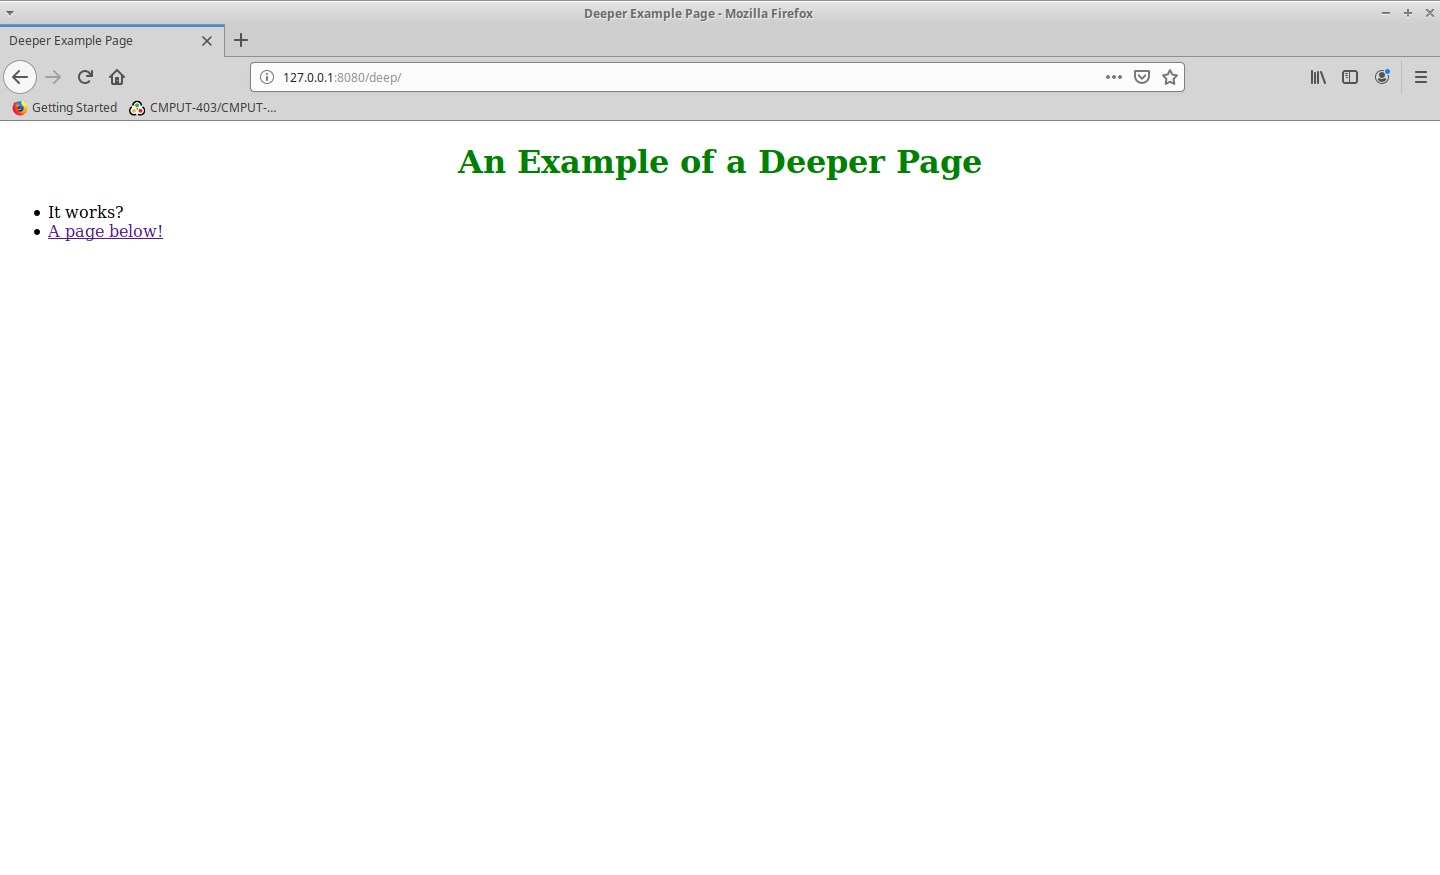 Deeper Example Page - Mozilla Firefox
Deeper Example Page
127.0.0.1:8080/deep/
Getting Started CMPUT-403/CMPUT-...
An Example of a Deeper Page
• It works?
• A page below!